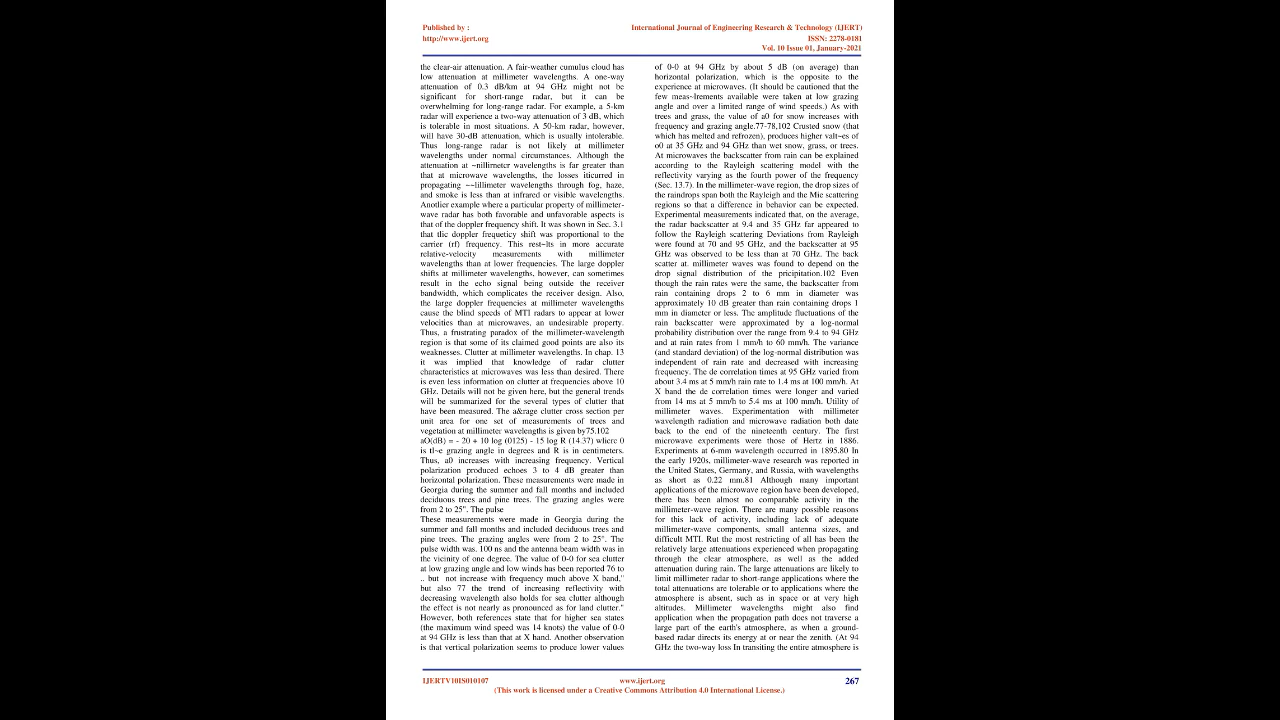 Published by :
http://www.ijert.org
International Journal of Engineering Research & Technology (IJERT)
ISSN: 2278-0181
Vol. 10 Issue 01, January-2021
the clear-air attenuation. A fair-weather cumulus cloud has
low attenuation at millimeter wavelengths. A one-way
attenuation of 0.3 dB/km at 94 GHz might not be
significant for short-range radar, but it can be
overwhelming for long-range radar. For example, a 5-km
radar will experience a two-way attenuation of 3 dB, which
is tolerable in most situations. A 50-km radar, however,
will have 30-dB attenuation, which is usually intolerable.
Thus long-range radar is not likely at millimeter
wavelengths under normal circumstances. Although the
attenuation at ~nillirnetcr wavelengths is far greater than
that at microwave wavelengths, the losses iticurred in
propagating ~~lillimeter wavelengths through fog, haze,
and smoke is less than at infrared or visible wavelengths.
Anotlier example where a particular property of millimeter-
wave radar has both favorable and unfavorable aspects is
that of the doppler frequency shift. It was shown in Sec. 3.1
that tlic doppler frequeticy shift was proportional to the
carrier (rf) frequency. This rest~lts in more accurate
relative-velocity measurements with millimeter
wavelengths than at lower frequencies. The large doppler
shifts at millimeter wavelengths, however, can sometimes
result in the echo signal being outside the receiver
bandwidth, which complicates the receiver design. Also,
the large doppler frequencies at millimeter wavelengths
cause the blind speeds of MTI radars to appear at lower
velocities than at microwaves, an undesirable property.
Thus, a frustrating paradox of the millimeter-wavelength
region is that some of its claimed good points are also its
weaknesses. Clutter at millimeter wavelengths. In chap. 13
it was implied that knowledge of radar clutter
characteristics at microwaves was less than desired. There
is even less information on clutter at frequencies above 10
GHz. Details will not be given here, but the general trends
will be summarized for the several types of clutter that
have been measured. The a&rage clutter cross section per
unit area for one set of measurements of trees and
vegetation at millimeter wavelengths is given by75.102
aO(dB) = - 20 + 10 log (0125) - 15 log R (14.37) wlicrc 0
is tl~e grazing angle in degrees and R is in centimeters.
Thus, a0 increases with increasing frequency. Vertical
polarization produced echoes 3 to 4 dB greater than
horizontal polarization. These measurements were made in
Georgia during the summer and fall months and included
deciduous trees and pine trees. The grazing angles were
from 2 to 25". The pulse
These measurements were made in Georgia during the
summer and fall months and included deciduous trees and
pine trees. The grazing angles were from 2 to 25". The
pulse width was. 100 ns and the antenna beam width was in
the vicinity of one degree. The value of 0-0 for sea clutter
at low grazing angle and low winds has been reported 76 to
.. but not increase with frequency much above X band,"
but also 77 the trend of increasing reflectivity with
decreasing wavelength also holds for sea clutter although
the effect is not nearly as pronounced as for land clutter."
However, both references state that for higher sea states
(the maximum wind speed was 14 knots) the value of 0-0
at 94 GHz is less than that at X hand. Another observation
is that vertical polarization seems to produce lower values
of 0-0 at 94 GHz by about 5 dB (on average) than
horizontal polarization, which is the opposite to the
experience at microwaves. (It should be cautioned that the
few meas-lrements available were taken at low grazing
angle and over a limited range of wind speeds.) As with
trees and grass, the value of a0 for snow increases with
frequency and grazing angle.77-78,102 Crusted snow (that
which has melted and refrozen), produces higher valt~es of
o0 at 35 GHz and 94 GHz than wet snow, grass, or trees.
At microwaves the backscatter from rain can be explained
according to the Rayleigh scattering model with the
reflectivity varying as the fourth power of the frequency
(Sec. 13.7). In the millimeter-wave region, the drop sizes of
the raindrops span both the Rayleigh and the Mic scattering
regions so that a difference in behavior can be expected.
Experimental measurements indicated that, on the average,
the radar backscatter at 9.4 and 35 GHz far appeared to
follow the Rayleigh scattering Deviations from Rayleigh
were found at 70 and 95 GHz, and the backscatter at 95
GHz was observed to be less than at 70 GHz. The back
scatter at. millimeter waves was found to depend on the
drop signal distribution of the pricipitation.102 Even
though the rain rates were the same, the backscatter from
rain containing drops 2 to 6 mm in diameter was
approximately 10 dB greater than rain containing drops 1
mm in diameter or less. The amplitude fluctuations of the
rain backscatter were approximated by a log-normal
probability distribution over the range from 9.4 to 94 GHz
and at rain rates from 1 mm/h to 60 mm/h. The variance
(and standard deviation) of the log-normal distribution was
independent of rain rate and decreased with increasing
frequency. The de correlation times at 95 GHz varied from
about 3.4 ms at 5 mm/h rain rate to 1.4 ms at 100 mm/h. At
X band the de correlation times were longer and varied
from 14 ms at 5 mm/h to 5.4 ms at 100 mm/h. Utility of
millimeter waves. Experimentation with millimeter
wavelength radiation and microwave radiation both date
back to the end of the nineteenth century. The first
microwave experiments were those of Hertz in 1886.
Experiments at 6-mm wavelength occurred in 1895.80 In
the early 1920s, millimeter-wave research was reported in
the United States, Germany, and Russia, with wavelengths
as short as 0.22 mm.81 Although many important
applications of the microwave region have been developed,
there has been almost no comparable activity in the
millimeter-wave region. There are many possible reasons
for this lack of activity, including lack of adequate
millimeter-wave components, small antenna sizes, and
difficult MTI. Rut the most restricting of all has been the
relatively large attenuations experienced when propagating
through the clear atmosphere, as well as the added
attenuation during rain. The large attenuations are likely to
limit millimeter radar to short-range applications where the
total attenuations are tolerable or to applications where the
atmosphere is absent, such as in space or at very high
altitudes. Millimeter wavelengths might also find
application when the propagation path does not traverse a
large part of the earth's atmosphere, as when a ground-
based radar directs its energy at or near the zenith. (At 94
GHz the two-way loss In transiting the entire atmosphere is
IJERTV10IS010107
www.ijert.org
267
(This work is licensed under a Creative Commons Attribution 4.0 International License.)